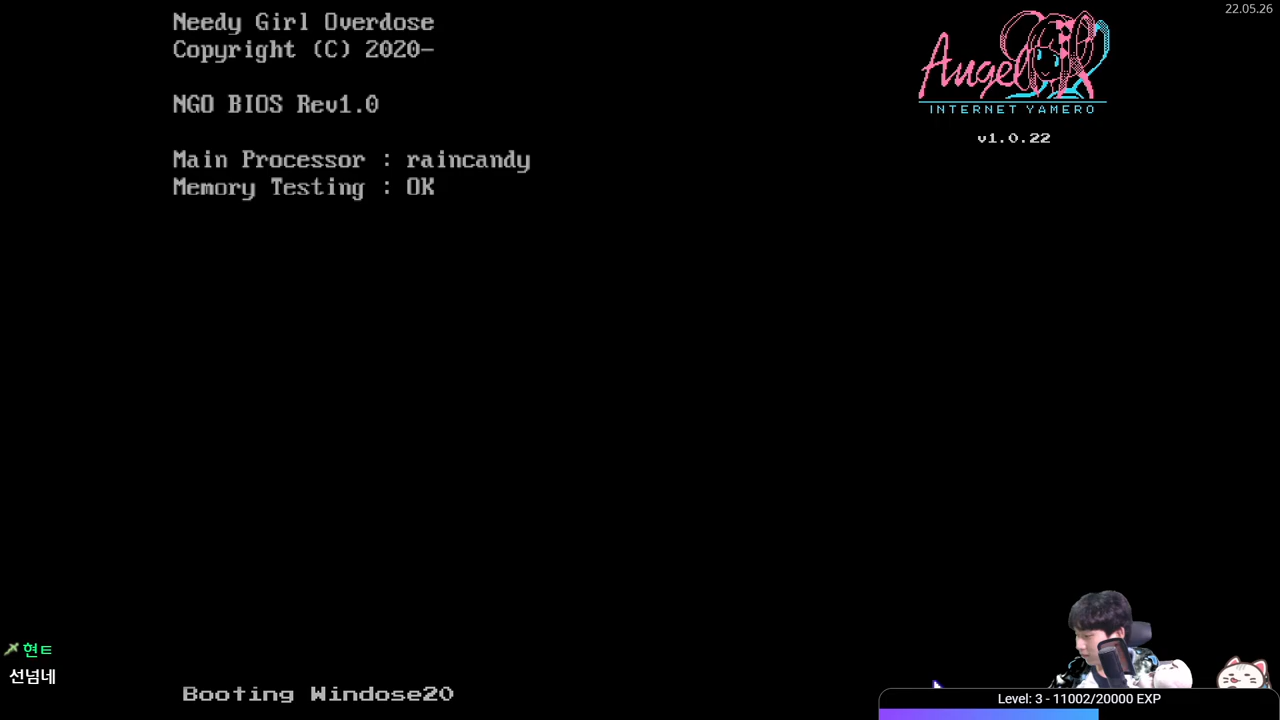 Needy Girl Overdose
Copyright (C) 2020-
NGO BIOS Rev1.0
Main Processor : raincandy
Memory Testing : OK
22.05.26
Angel
INTERNET YAMERO
v1.0.22
현ㅌ
선넘네
Booting Windose20
Level: 3 - 11002/20000 EXP